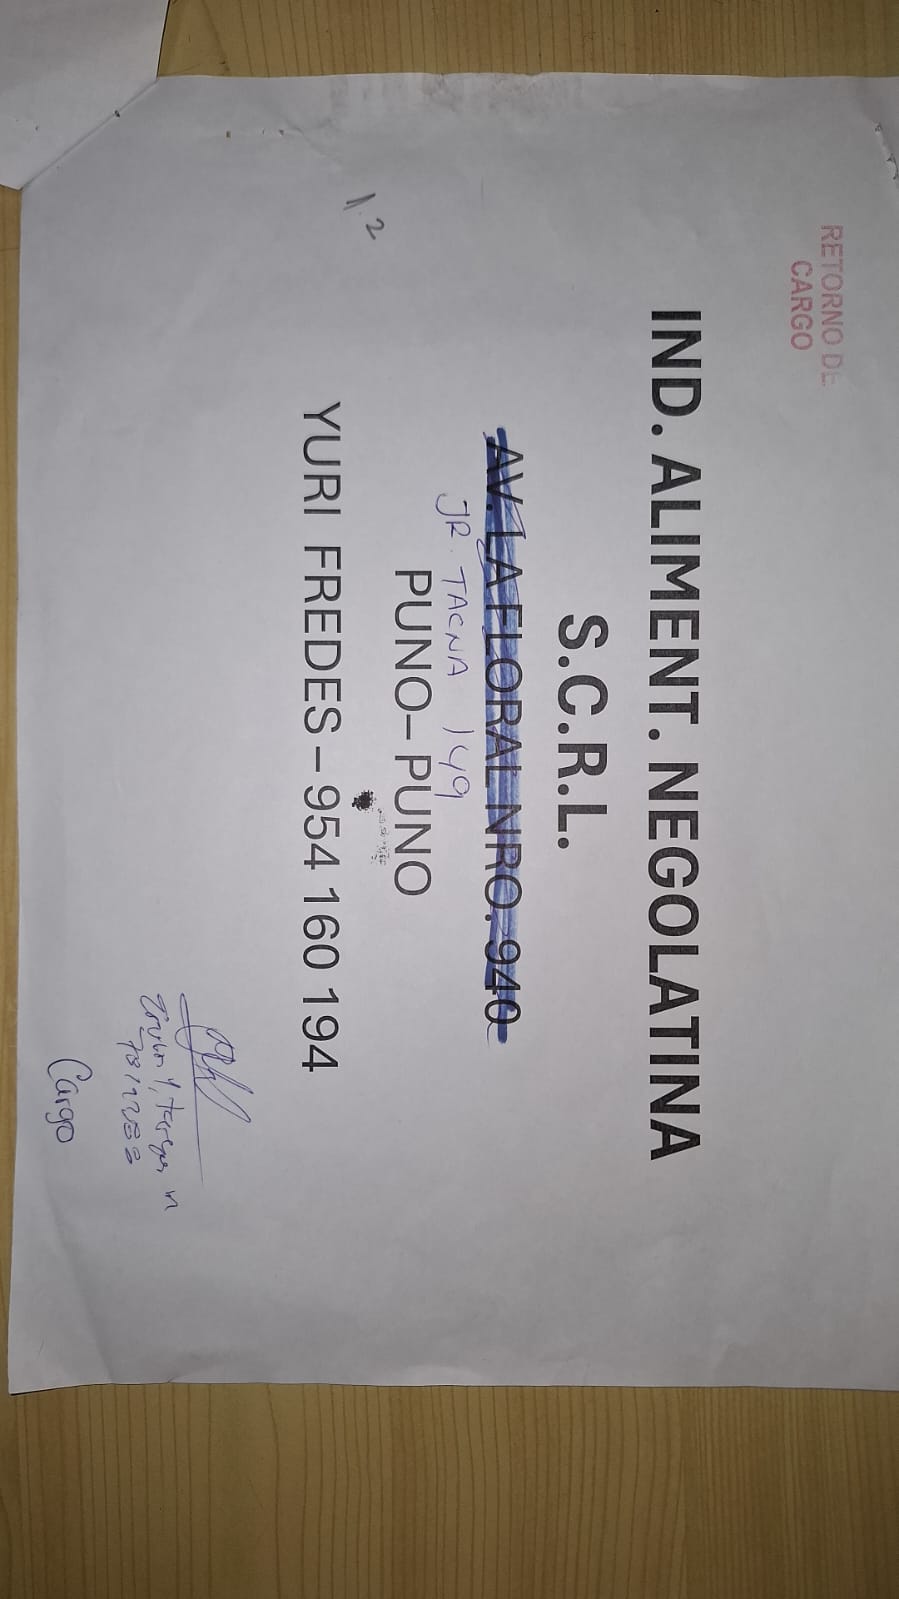 RETORNO DE
CARGO
IND. ALIMENT. NEGOLATINA
S.C.R.L.
AV. LA FLORAL NRO. 940
JR. TACNA 149
PUNO– PUNO
YURI FREDES – 954 160 194
1.2
Cargo